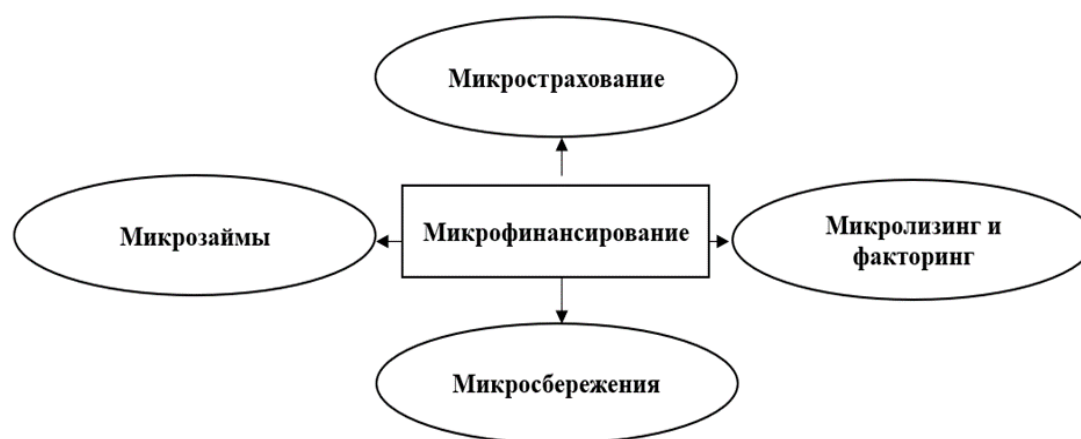 Микрострахование
Микрозаймы
Микрофинансирование
Микролизинг и
факторинг
Микросбережения